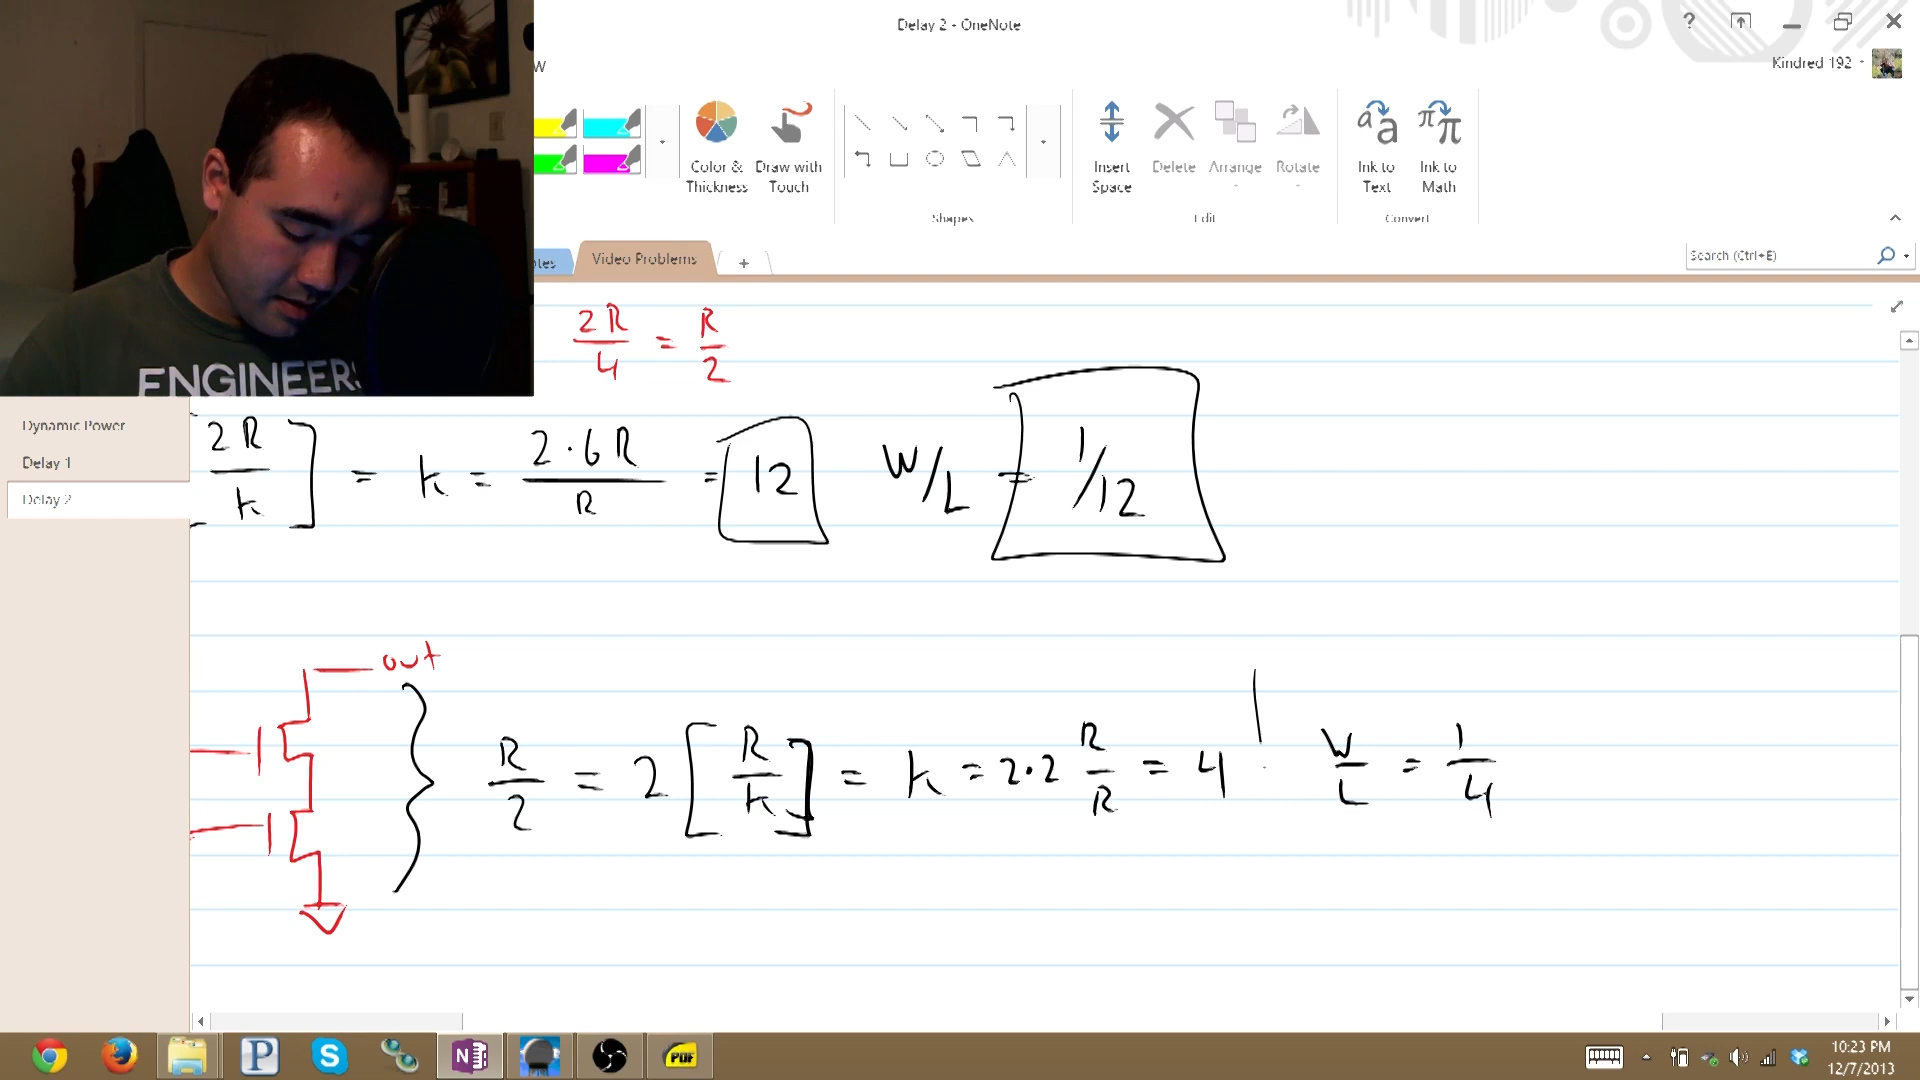 Delay 2 - OneNote
?
Kindred 192
W
ENGINEER
Color & Thickness
Draw with Touch
Insert Space
Delete
Arrange
Rotate
Ink to Text
Ink to Math
Shapes
Edit
Convert
otes
Video Problems
+
Search (Ctrl+E)
2R/4 = R/2
Dynamic Power
Delay 1
Delay 2
2R/k ] = k = 2·6R/R = 12 W/L = 1/12
out
R/2 = 2 [ R/k ] = k = 2·2 R/R = 4 | W/L = 1/4
10:23 PM
12/7/2013